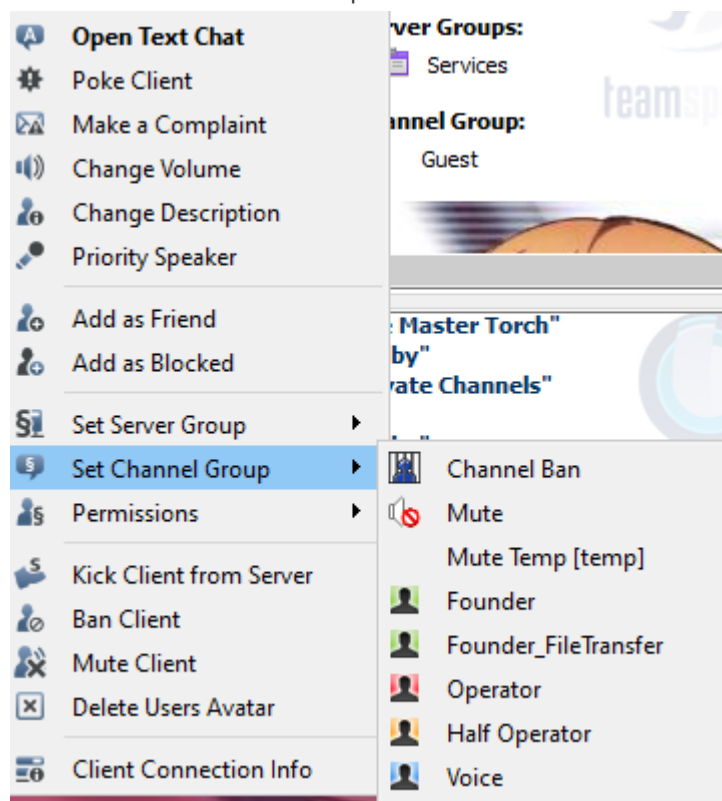 Open Text Chat
Poke Client
Make a Complaint
Change Volume
Change Description
Priority Speaker
Add as Friend
Add as Blocked
Set Server Group
Set Channel Group
Permissions
Kick Client from Server
Ban Client
Mute Client
Delete Users Avatar
Client Connection Info
ver Groups:
Services
teamsp
annel Group:
Guest
Master Torch"
by"
vate Channels"
Channel Ban
Mute
Mute Temp [temp]
Founder
Founder_FileTransfer
Operator
Half Operator
Voice